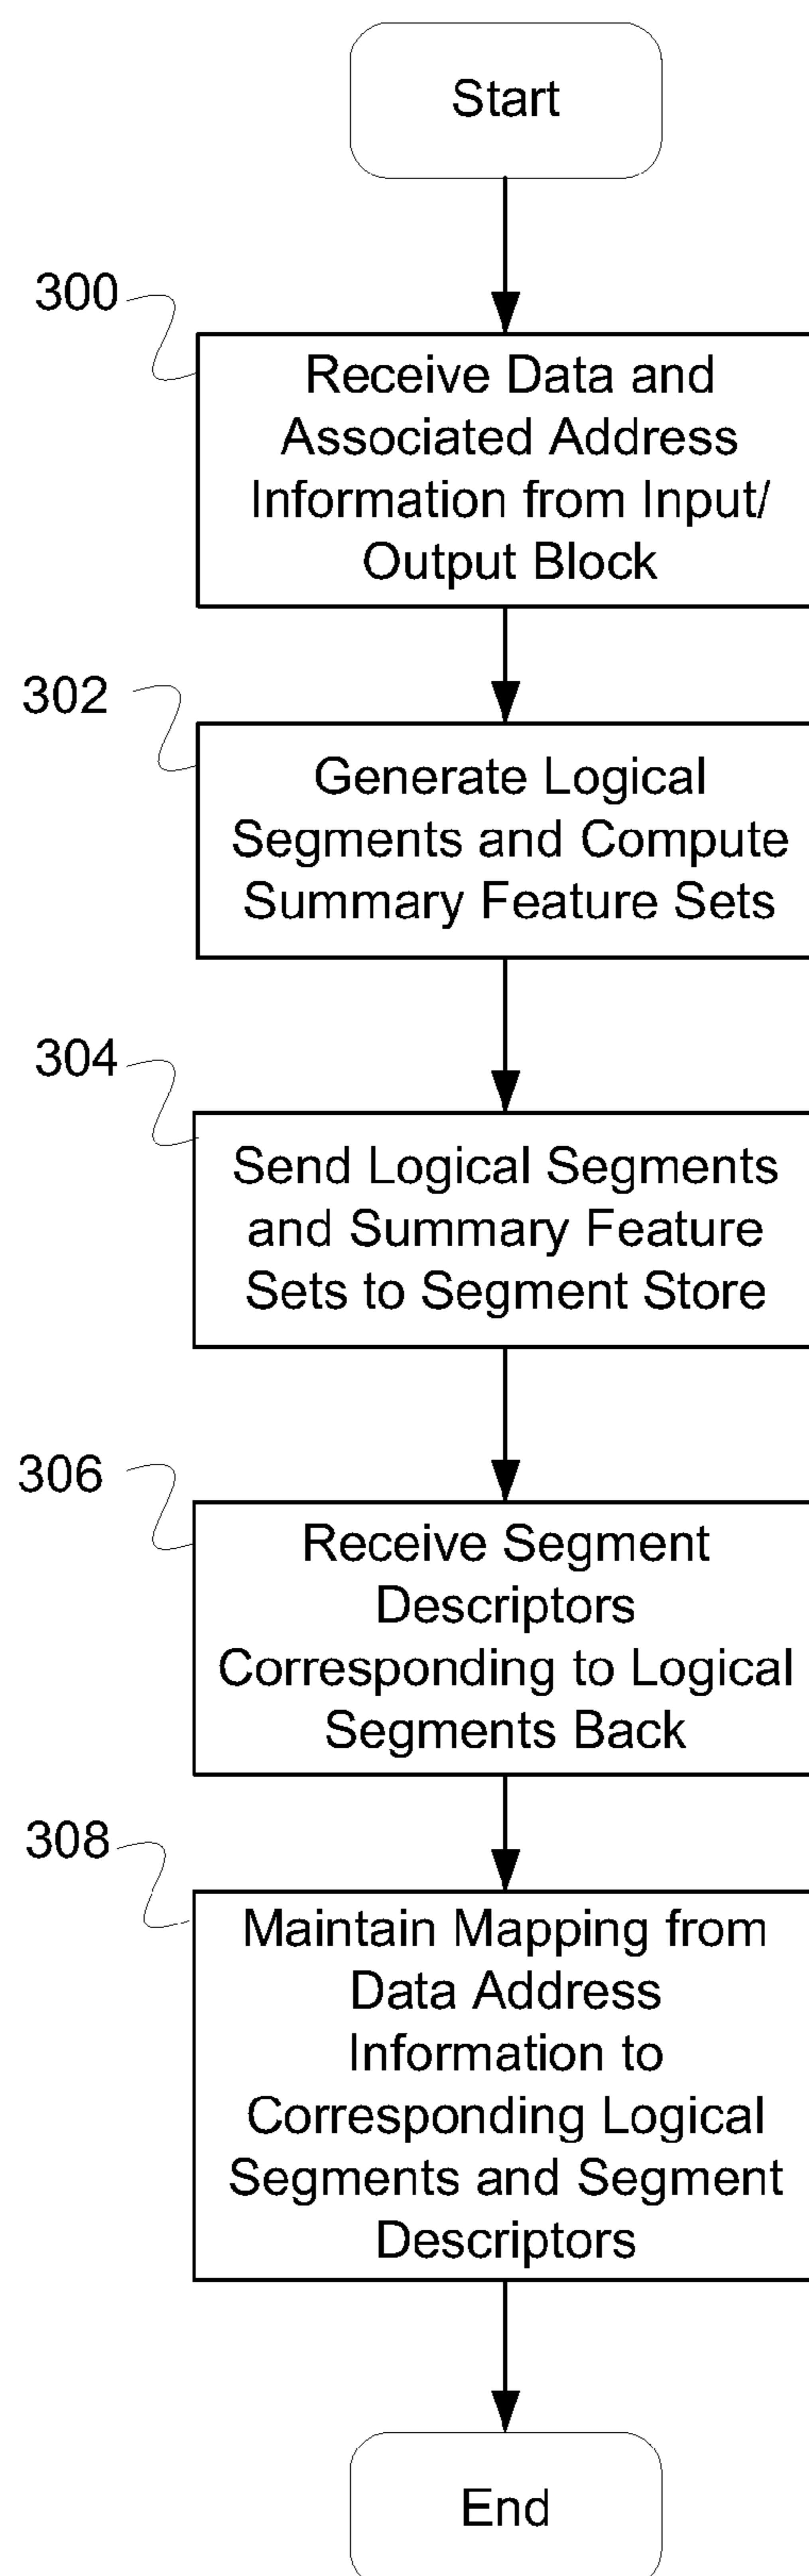 Start
300
Receive Data and
Associated Address
Information from Input/
Output Block
302
Generate Logical
Segments and Compute
Summary Feature Sets
304
Send Logical Segments
and Summary Feature
Sets to Segment Store
306
Receive Segment
Descriptors
Corresponding to Logical
Segments Back
308
Maintain Mapping from
Data Address
Information to
Corresponding Logical
Segments and Segment
Descriptors
End